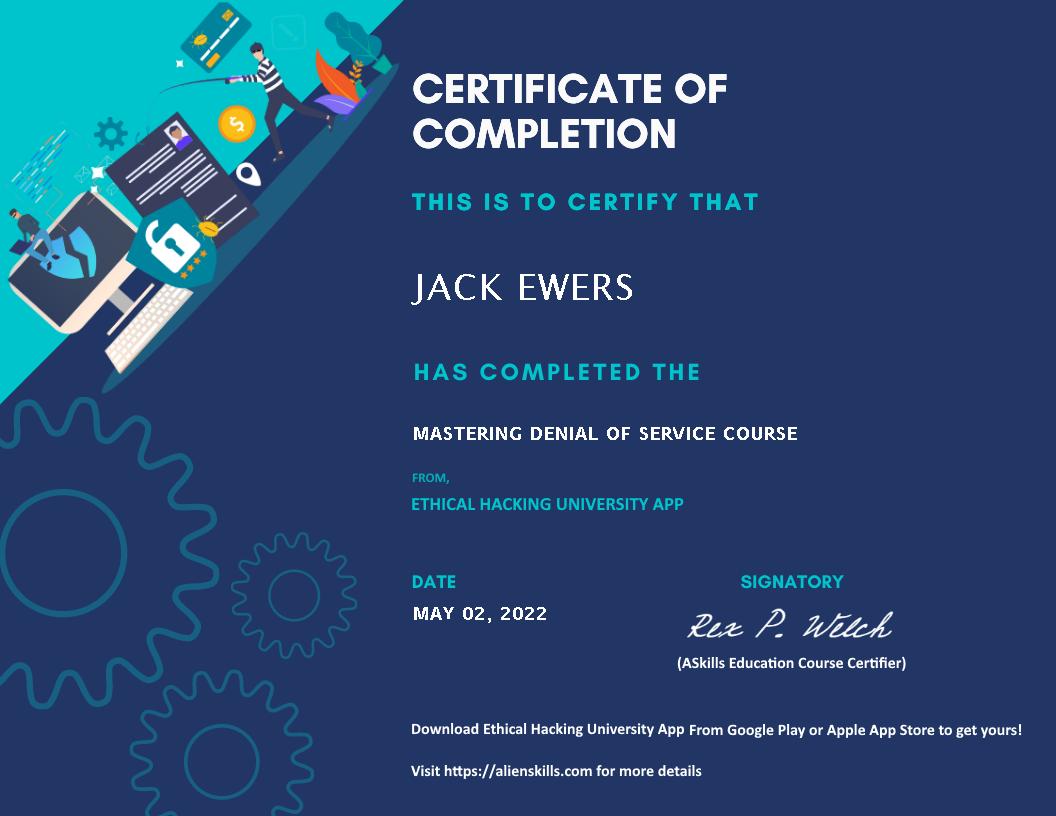 CERTIFICATE OF
COMPLETION
THIS IS TO CERTIFY THAT
JACK EWERS
HAS COMPLETED THE
MASTERING DENIAL OF SERVICE COURSE
FROM,
ETHICAL HACKING UNIVERSITY APP
DATE
SIGNATORY
MAY 02, 2022
Rex P. Welch
(ASkills Education Course Certifier)
Download Ethical Hacking University App From Google Play or Apple App Store to get yours!
Visit https://alienskills.com for more details